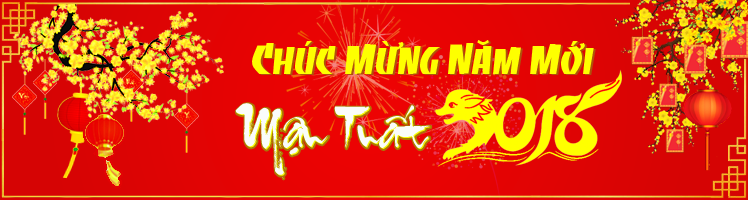 Chúc Mừng Năm Mới
Mậu Tuất 2018